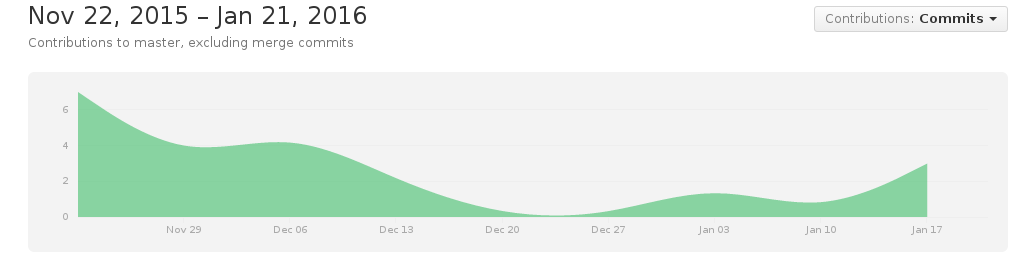 Nov 22, 2015 – Jan 21, 2016
Contributions: Commits
Contributions to master, excluding merge commits
6
4
2
0
Nov 29 Dec 06 Dec 13 Dec 20 Dec 27 Jan 03 Jan 10 Jan 17